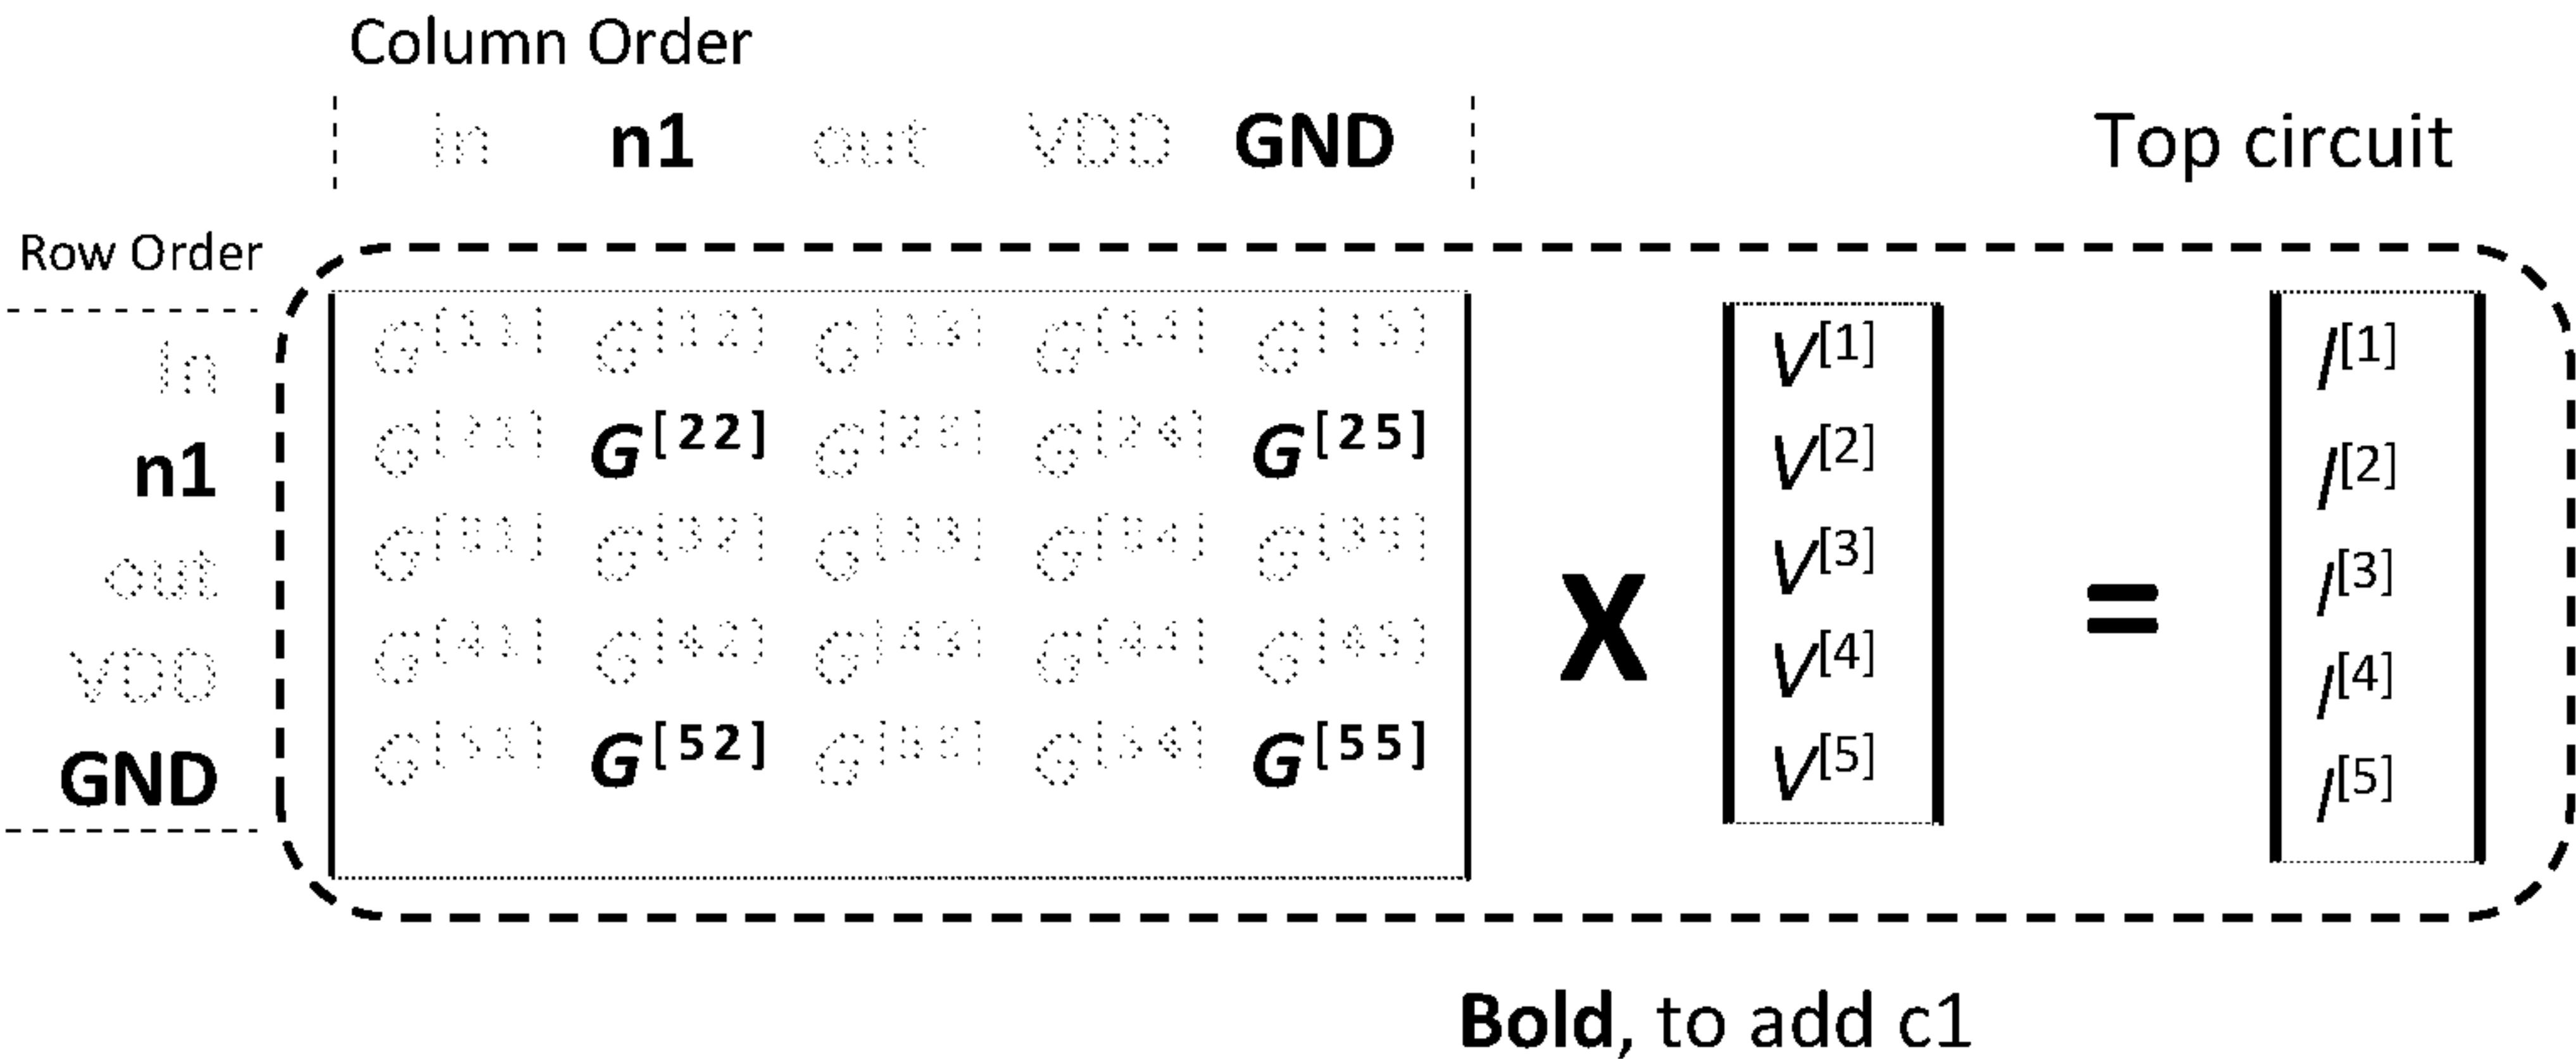 Column Order
In n1 out VDD GND
Top circuit
Row Order
In G[11] G[12] G[13] G[14] G[15] V[1] I[1]
n1 G[21] G[22] G[23] G[24] G[25] V[2] I[2]
out G[31] G[32] G[33] G[34] G[35] X V[3] = I[3]
VDD G[41] G[42] G[43] G[44] G[45] V[4] I[4]
GND G[51] G[52] G[53] G[54] G[55] V[5] I[5]
Bold, to add c1